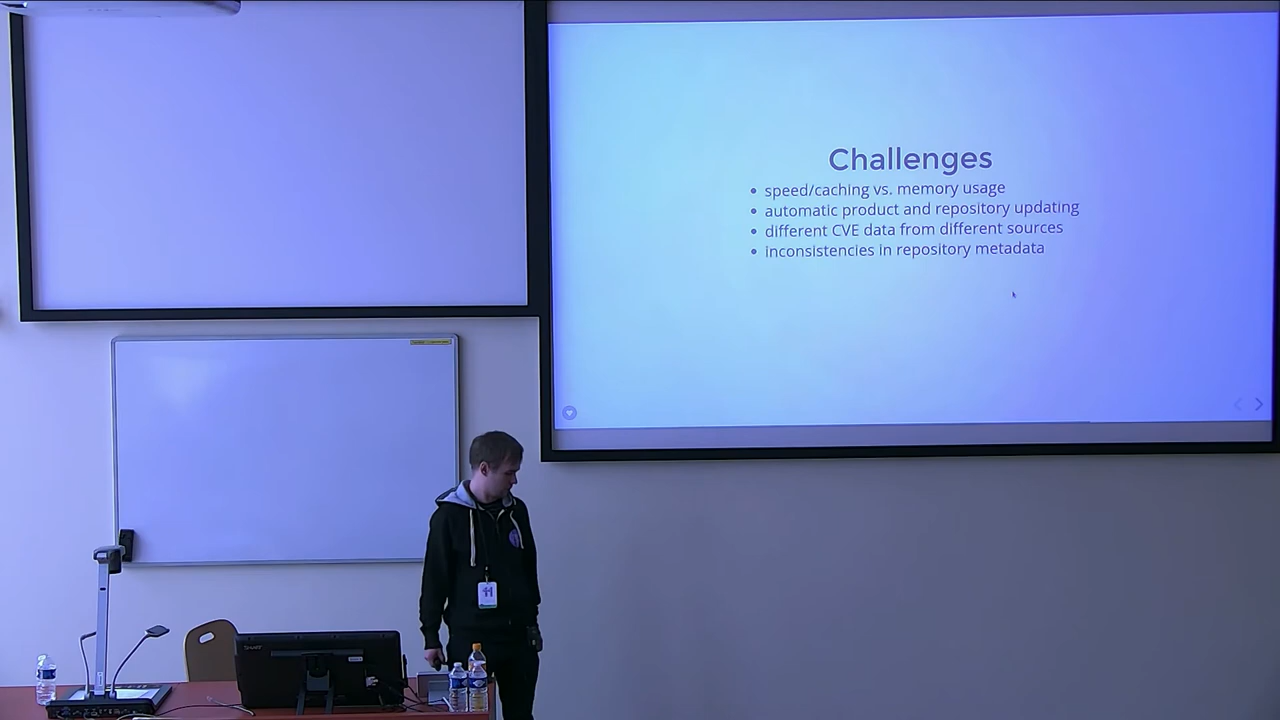 Challenges
speed/caching vs. memory usage
automatic product and repository updating
different CVE data from different sources
inconsistencies in repository metadata